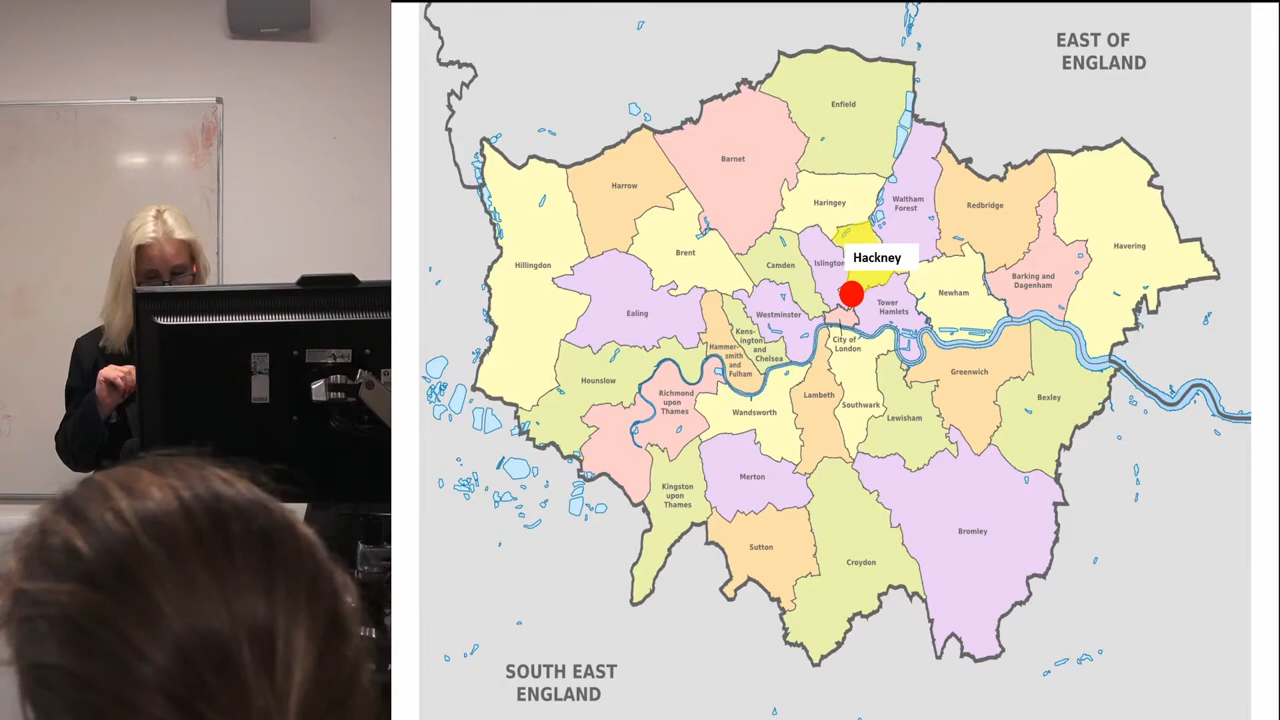 EAST OF
ENGLAND
Enfield
Barnet
Harrow
Haringey
Waltham
Forest
Redbridge
Havering
Hillingdon
Brent
Camden
Islington
Hackney
Barking and
Dagenham
Newham
Ealing
Westminster
Tower
Hamlets
Kens-
ington
and
Chelsea
City of
London
Hammer-
smith
and
Fulham
Hounslow
Richmond
upon
Thames
Wandsworth
Lambeth
Southwark
Lewisham
Greenwich
Bexley
Merton
Kingston
upon
Thames
Sutton
Croydon
Bromley
SOUTH EAST
ENGLAND